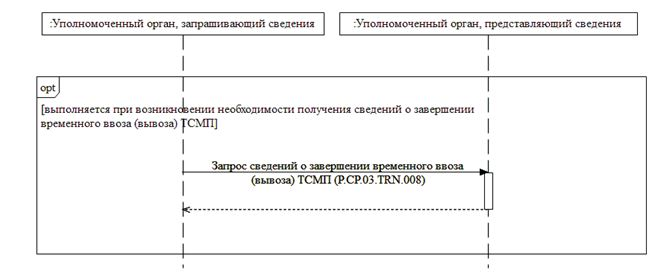 :Уполномоченный орган, запрашивающий сведения
:Уполномоченный орган, представляющий сведения
opt
[выполняется при возникновении необходимости получения сведений о завершении
временного ввоза (вывоза) ТСМП]
Запрос сведений о завершении временного ввоза
(вывоза) ТСМП (P.CP.03.TRN.008)